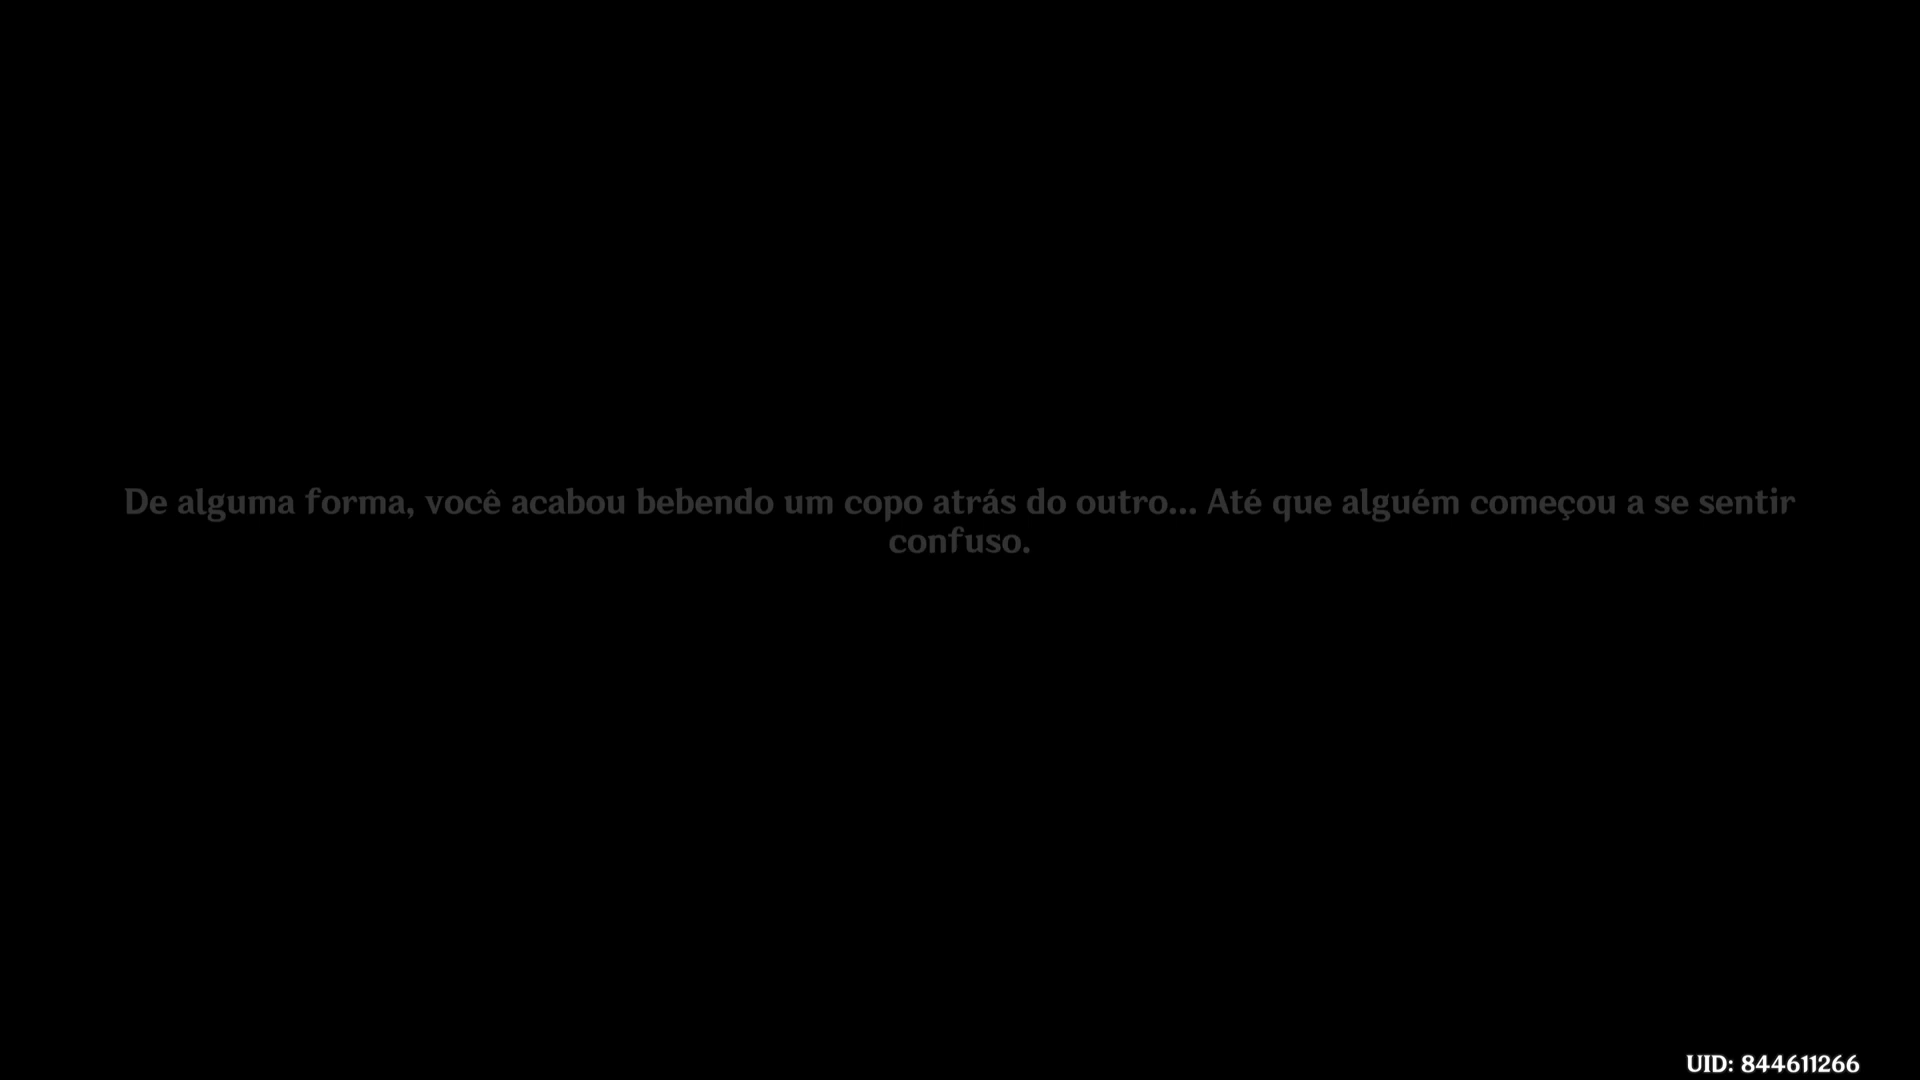 De alguma forma, você acabou bebendo um copo atrás do outro... Até que alguém começou a se sentir
confuso.
UID: 844611266